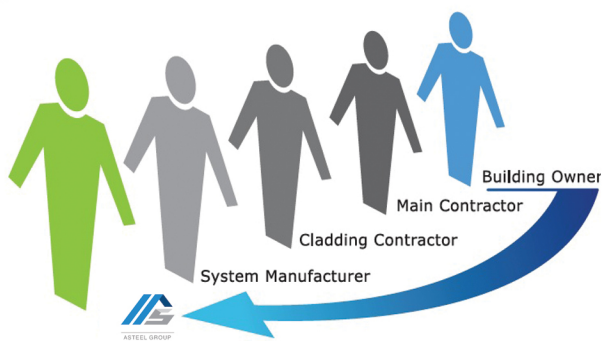 Building Owner
Main Contractor
Cladding Contractor
System Manufacturer
ASTEEL GROUP